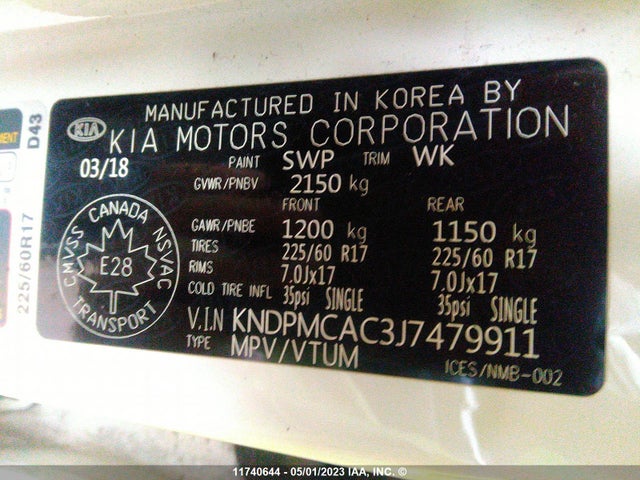 MANUFACTURED IN KOREA BY
KIA
KIA MOTORS CORPORATION
03/18 PAINT SWP TRIM WK
GVWR/PNBV 2150 kg
FRONT REAR
GAWR/PNBE 1200 kg 1150 kg
TIRES 225/60 R17 225/60 R17
RIMS 7.0Jx17 7.0Jx17
COLD TIRE INFL 35psi SINGLE 35psi SINGLE
V.I.N KNDPMCAC3J7479911
TYPE MPV/VTUM
ICES/NMB-002
CANADA
CMVSS NSVAC
E28
TRANSPORT
D43
225/60R17
11740644 - 05/01/2023 IAA, INC. ©